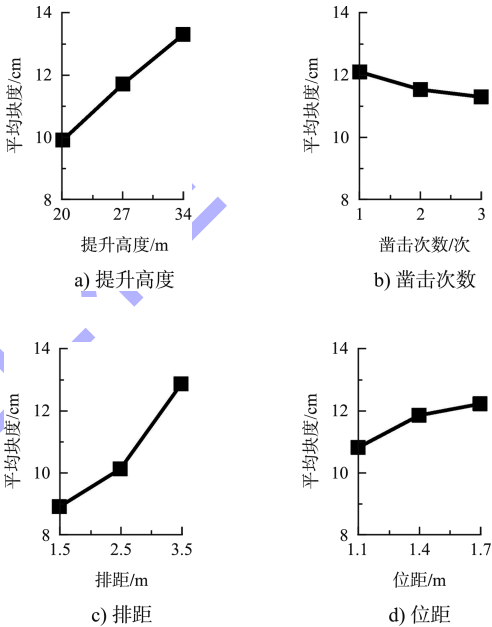 14
12
10
8
平均块度/cm
20 27 34
提升高度/m
a) 提升高度
14
12
10
8
平均块度/cm
1 2 3
凿击次数/次
b) 凿击次数
14
12
10
8
平均块度/cm
1.5 2.5 3.5
排距/m
c) 排距
14
12
10
8
平均块度/cm
1.1 1.4 1.7
位距/m
d) 位距